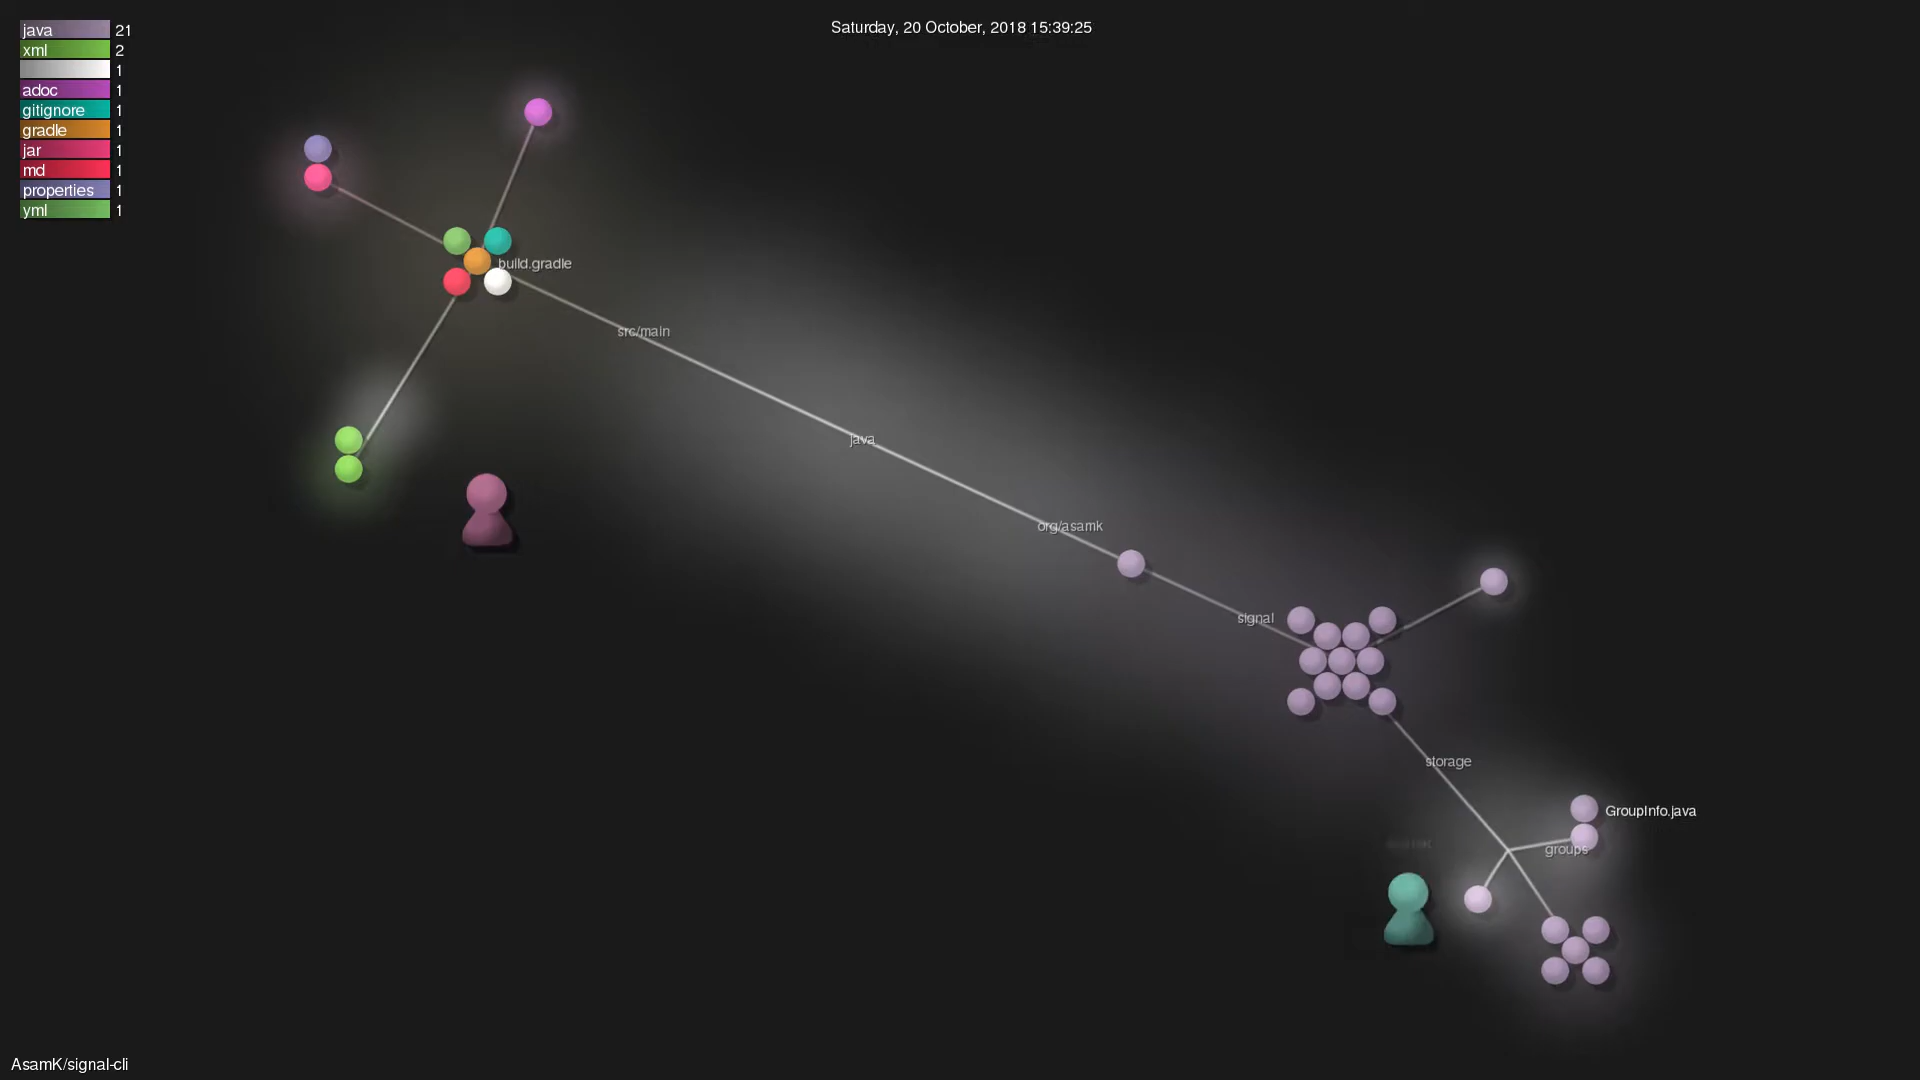 Saturday, 20 October, 2018 15:39:25
java 21
xml 2
1
adoc 1
gitignore 1
gradle 1
jar 1
md 1
properties 1
yml 1
build.gradle
src/main
java
org/asamk
signal
storage
GroupInfo.java
groups
AsamK/signal-cli